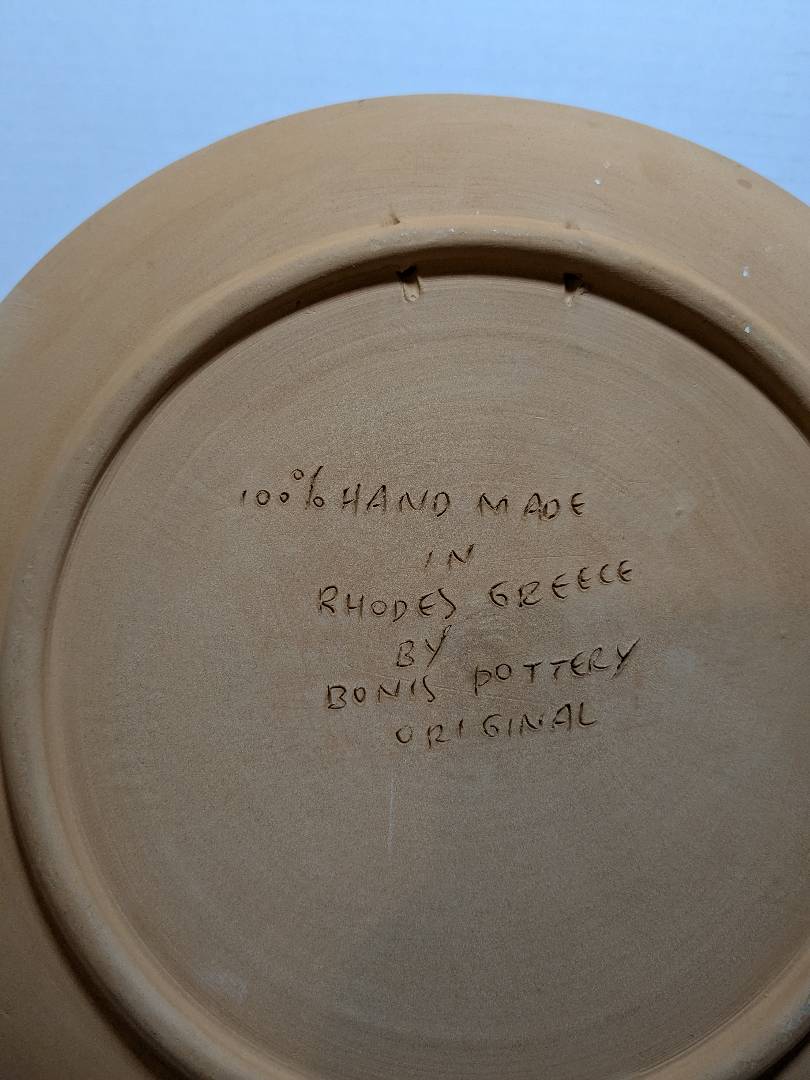 100% HAND MADE
IN
RHODES GREECE
BY
BONIS POTTERY
ORIGINAL